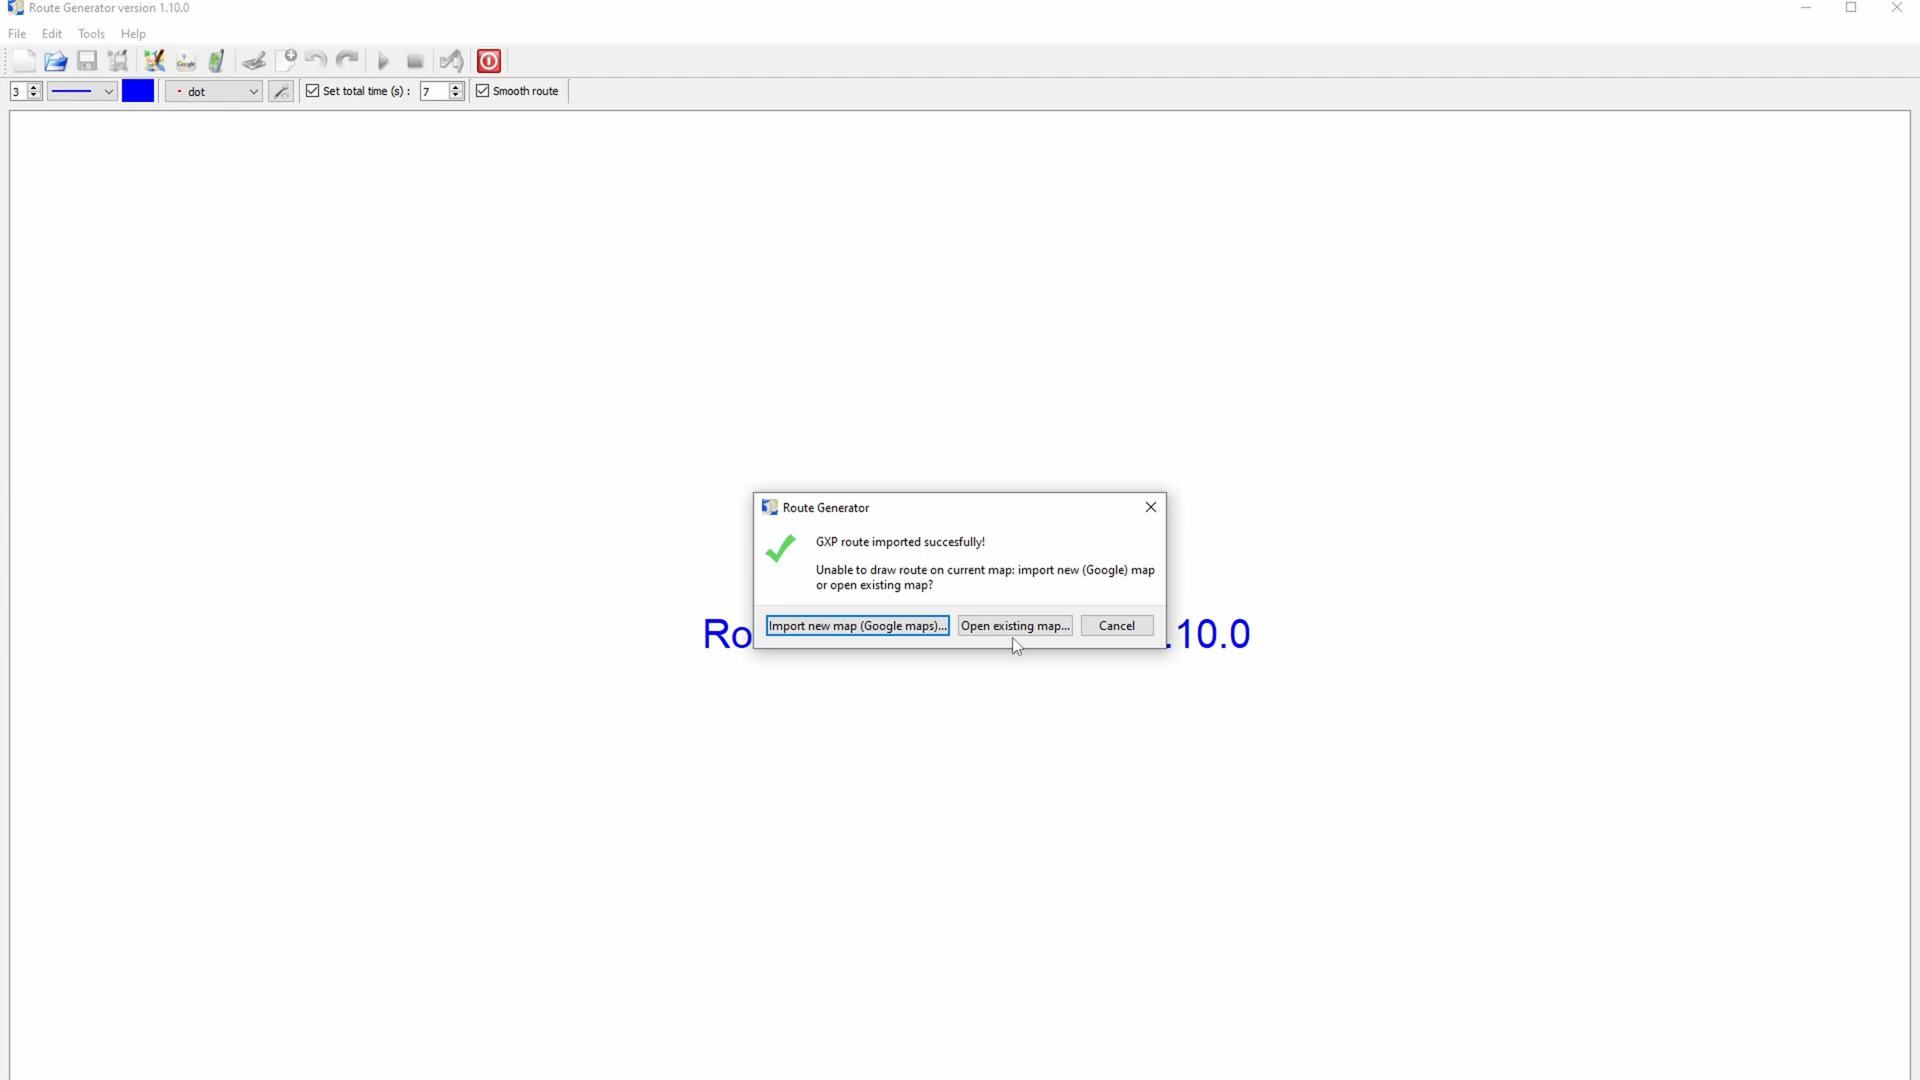 Route Generator version 1.10.0
File Edit Tools Help
3 dot Set total time (s) : 7 Smooth route
Route Generator
GXP route imported succesfully!
Unable to draw route on current map: import new (Google) map
or open existing map?
Import new map (Google maps)... Open existing map... Cancel
Ro .10.0